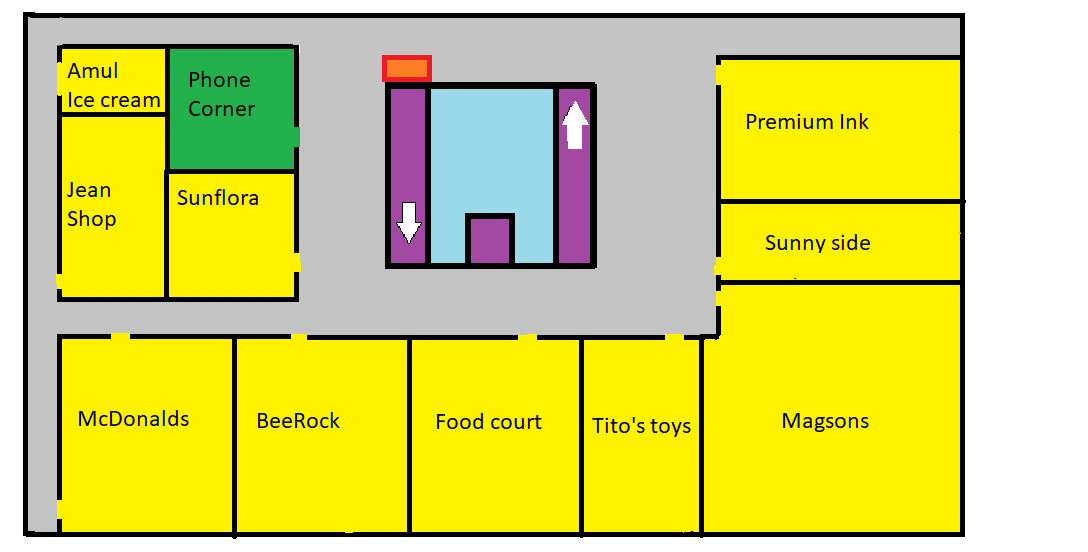 Amul
Ice cream
Phone
Corner
Jean
Shop
Sunflora
Premium Ink
Sunny side
McDonalds
BeeRock
Food court
Tito's toys
Magsons